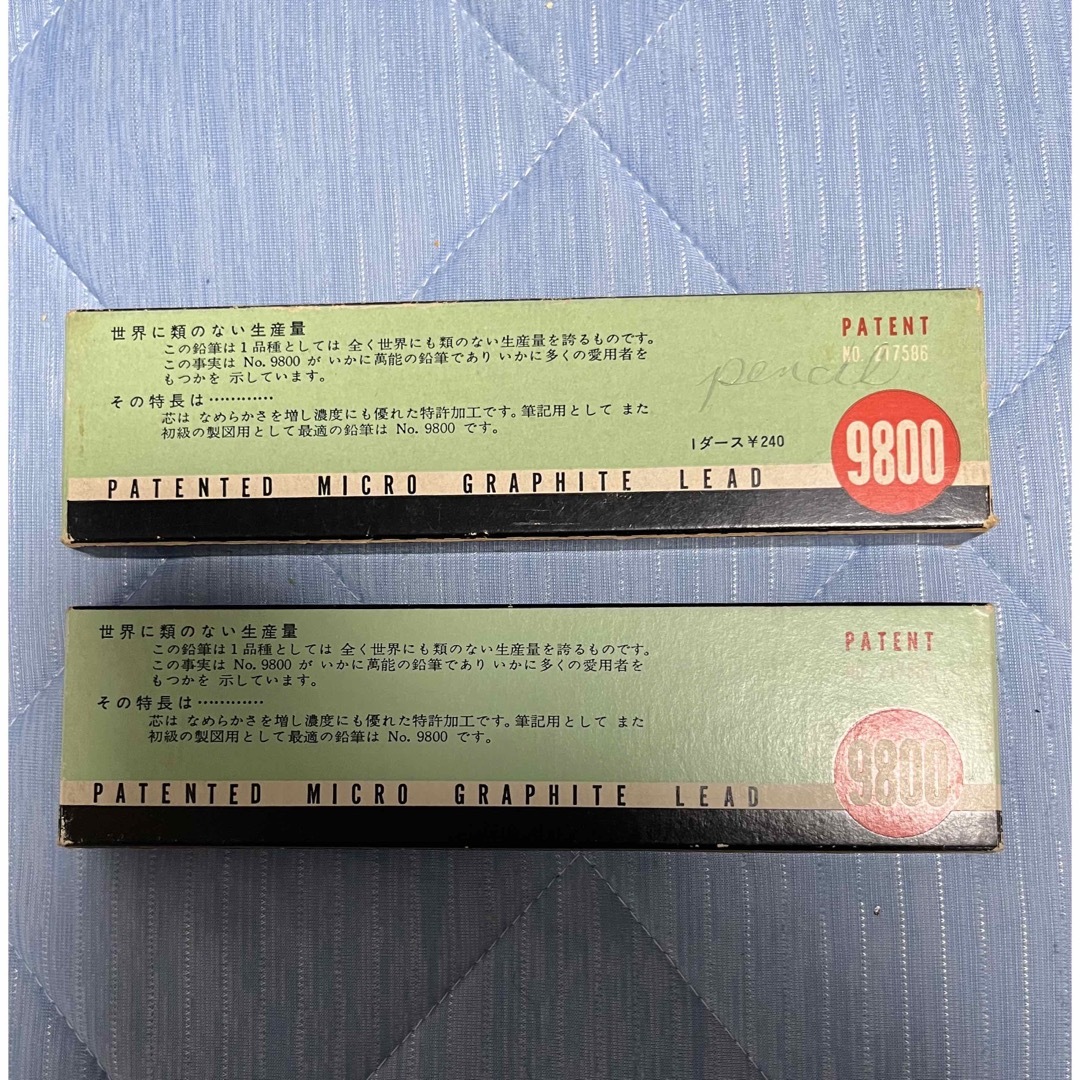 世界に類のない生産量
この鉛筆は1品種としては 全く世界にも類のない生産量を誇るものです。
この事実は No. 9800 が いかに萬能の鉛筆であり いかに多くの愛用者を
もつかを 示しています。
その特長は…………
芯は なめらかさを増し濃度にも優れた特許加工です。筆記用として また
初級の製図用として最適の鉛筆は No. 9800 です。
PATENT
NO. 217586
pencil
1ダース¥240
9800
PATENTED MICRO GRAPHITE LEAD
世界に類のない生産量
この鉛筆は1品種としては 全く世界にも類のない生産量を誇るものです。
この事実は No. 9800 が いかに萬能の鉛筆であり いかに多くの愛用者を
もつかを 示しています。
その特長は…………
芯は なめらかさを増し濃度にも優れた特許加工です。筆記用として また
初級の製図用として最適の鉛筆は No. 9800 です。
PATENT
9800
PATENTED MICRO GRAPHITE LEAD